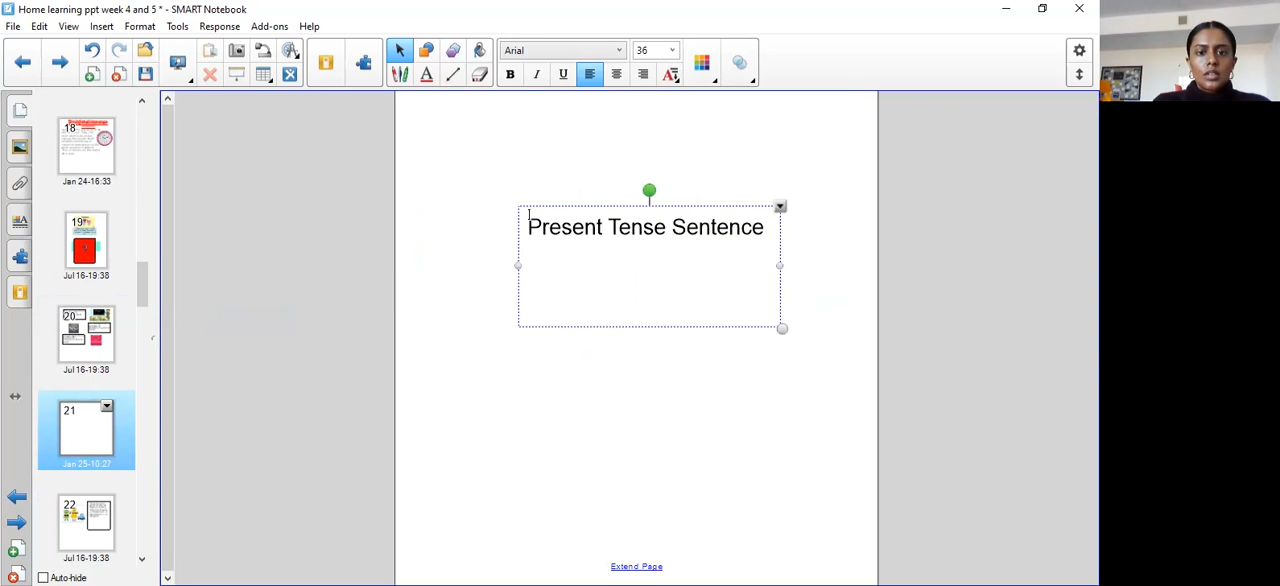 Home learning ppt week 4 and 5 * - SMART Notebook
File Edit View Insert Format Tools Response Add-ons Help
Arial 36
B I U
18
Jan 24-16:33
19
Jul 16-19:38
20
Jul 16-19:38
21
Jan 25-10:27
22
Jul 16-19:38
Auto-hide
Present Tense Sentence
Extend Page